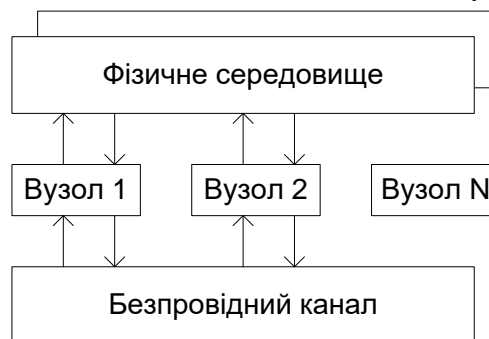 Фізичне середовище
Вузол 1
Вузол 2
Вузол N
Безпровідний канал